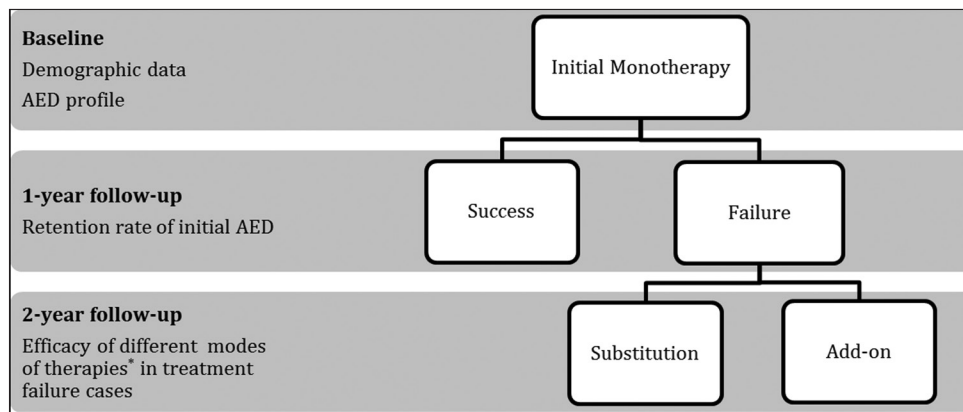 Baseline
Demographic data
AED profile
Initial Monotherapy
1-year follow-up
Retention rate of initial AED
Success
Failure
2-year follow-up
Efficacy of different modes
of therapies* in treatment
failure cases
Substitution
Add-on